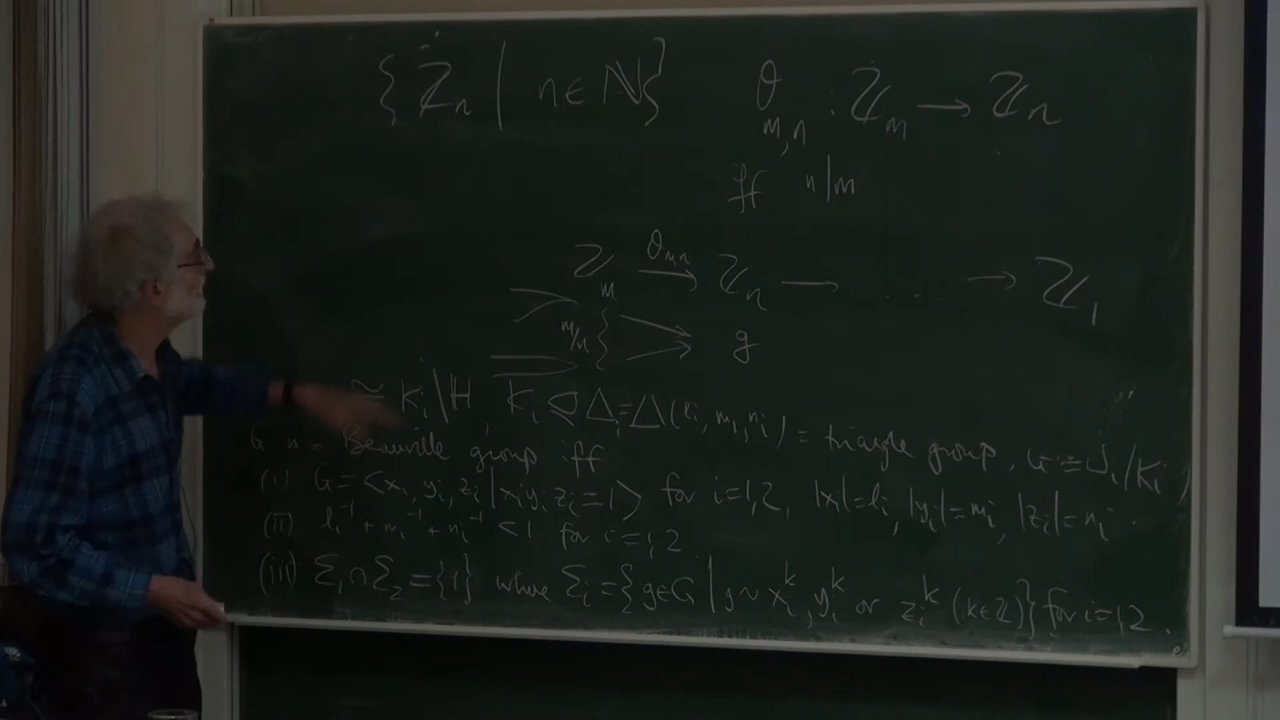 {ℤₙ | n ∈ ℕ} θ_{m,n} : ℤ_m → ℤ_n
iff n|m
ℤ_m →^{θ_{m,n}} ℤ_n → .... → ℤ_1
m/n { g
≅ K_i\ℍ, K_i ◁ Δ_i = Δ(l_i, m_i, n_i) = triangle group, G ≅ Δ_i/K_i
G is a Beauville group iff
(i) G = <x_i, y_i, z_i | x_i y_i z_i = 1> for i=1,2, |x_i| = l_i, |y_i| = m_i, |z_i| = n_i.
(ii) l_i^{-1} + m_i^{-1} + n_i^{-1} < 1 for i=1,2
(iii) Σ_1 ∩ Σ_2 = {1} where Σ_i = {g∈G | g ~ x_i^k, y_i^k or z_i^k (k∈ℤ)} for i=1,2.